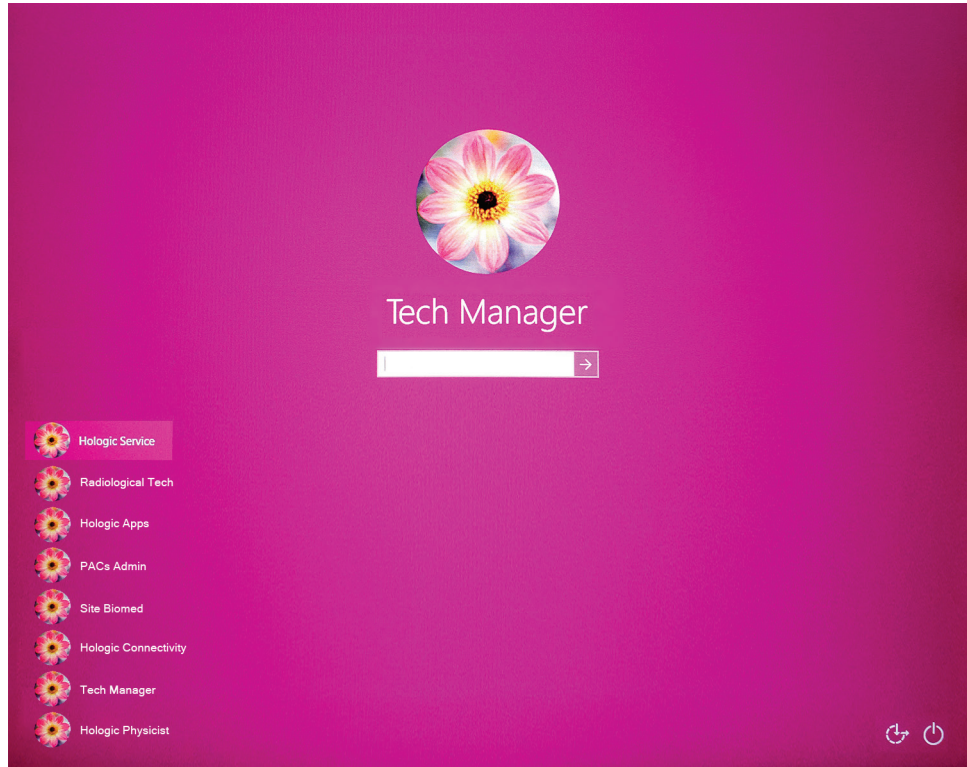 Tech Manager
Hologic Service
Radiological Tech
Hologic Apps
PACs Admin
Site Biomed
Hologic Connectivity
Tech Manager
Hologic Physicist